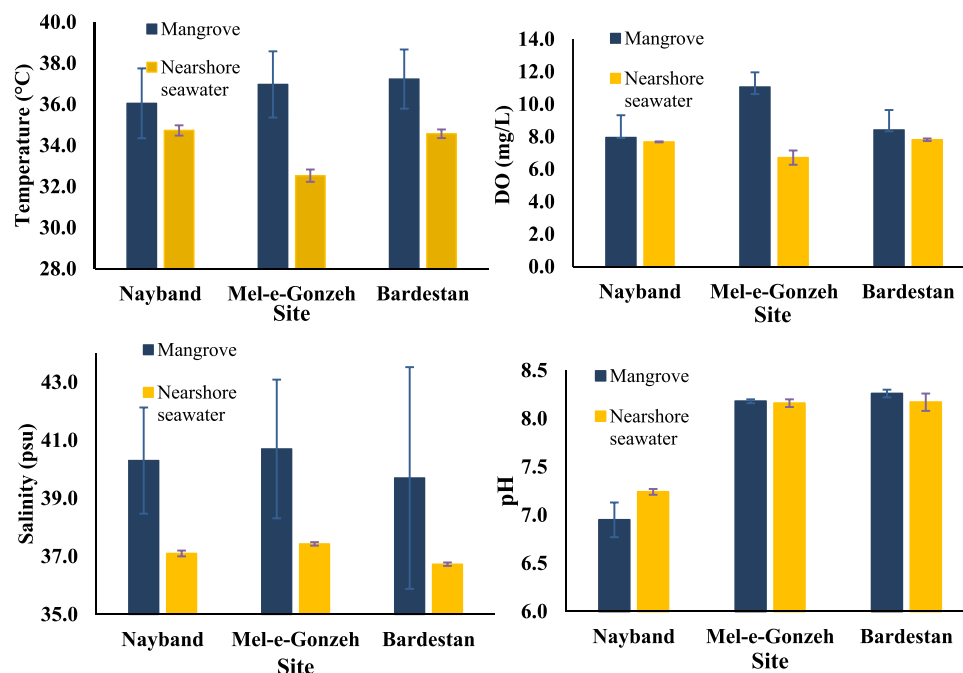 Temperature (°C)
40.0
38.0
36.0
34.0
32.0
30.0
28.0
Mangrove
Nearshore
seawater
Nayband
Mel-e-Gonzeh
Bardestan
Site
DO (mg/L)
14.0
12.0
10.0
8.0
6.0
4.0
2.0
0.0
Mangrove
Nearshore
seawater
Nayband
Mel-e-Gonzeh
Bardestan
Site
Salinity (psu)
43.0
41.0
39.0
37.0
35.0
Mangrove
Nearshore
seawater
Nayband
Mel-e-Gonzeh
Bardestan
Site
pH
8.5
8.0
7.5
7.0
6.5
6.0
Mangrove
Nearshore
seawater
Nayband
Mel-e-Gonzeh
Bardestan
Site